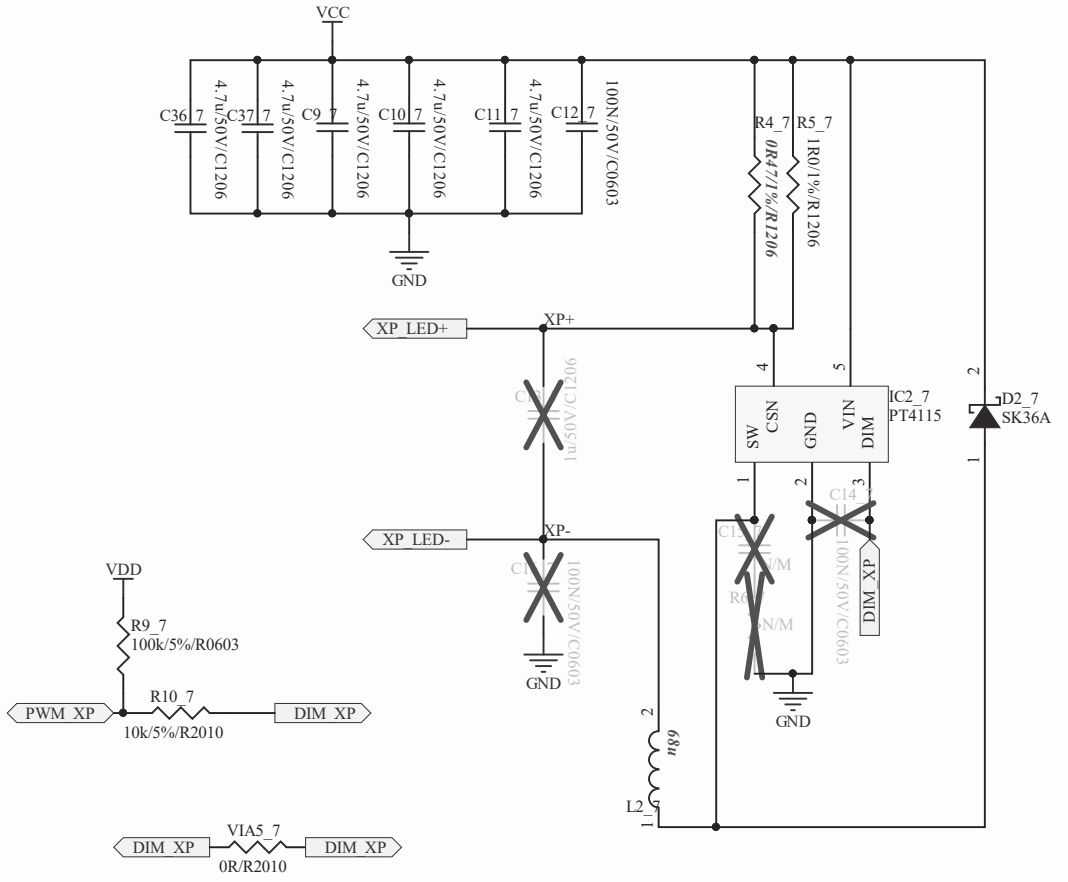 VCC
C36_7
4.7u/50V/C1206
C37_7
4.7u/50V/C1206
C9_7
4.7u/50V/C1206
C10_7
4.7u/50V/C1206
C11_7
4.7u/50V/C1206
C12_7
100N/50V/C0603
GND
R4_7
0R47/1%/R1206
R5_7
1R0/1%/R1206
XP_LED+
XP+
1u/50V/C1206
4
5
CSN
VIN
SW
GND
DIM
IC2_7
PT4115
1
2
3
2
D2_7
SK36A
1
XP_LED-
XP-
100N/50V/C0603
GND
N/M
N/M
C14_7
100N/50V/C0603
DIM_XP
GND
VDD
R9_7
100k/5%/R0603
PWM_XP
R10_7
10k/5%/R2010
DIM_XP
2
68u
L2_7
1
DIM_XP
VIA5_7
0R/R2010
DIM_XP